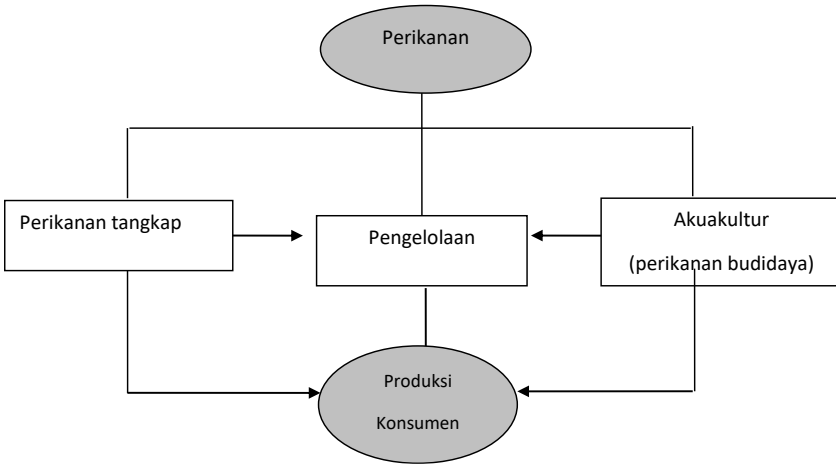 Perikanan
Perikanan tangkap
Pengelolaan
Akuakultur
(perikanan budidaya)
Produksi
Konsumen